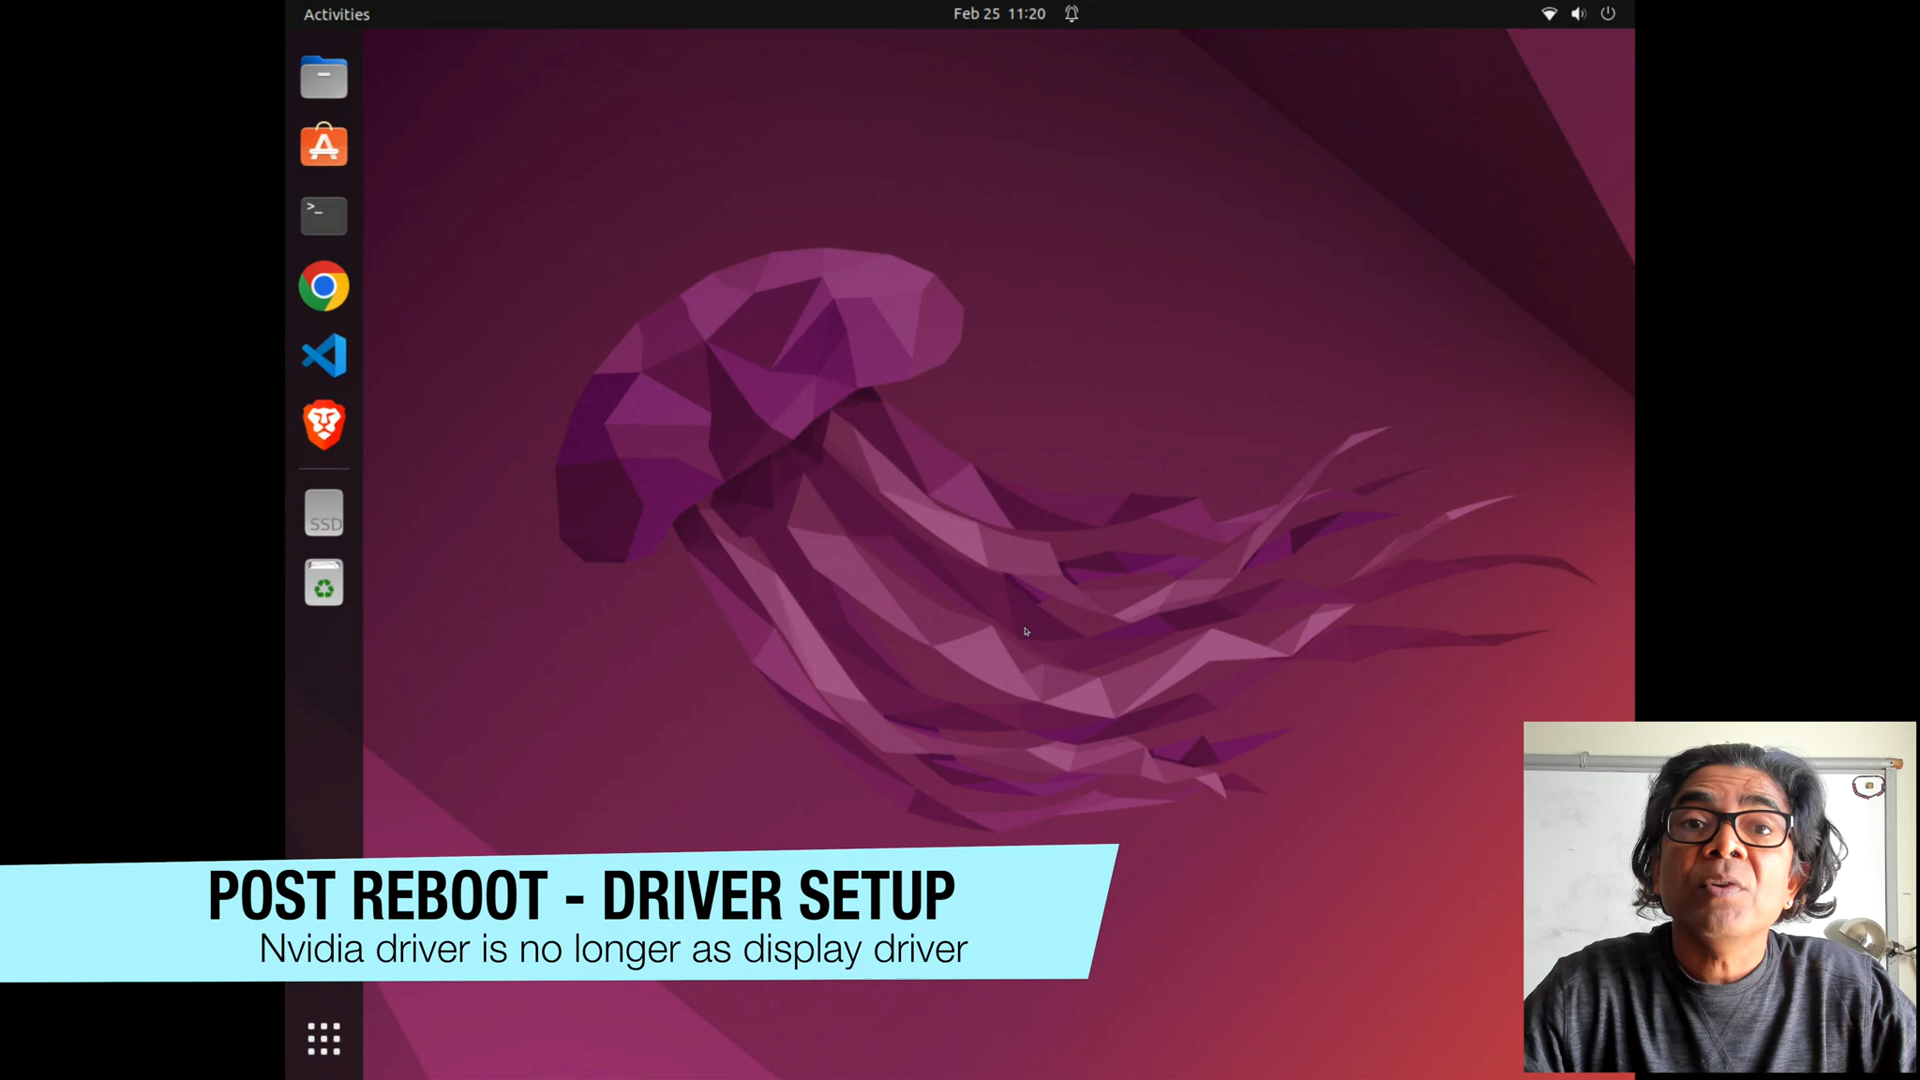 Activities
Feb 25 11:20
>_
SSD
POST REBOOT - DRIVER SETUP
Nvidia driver is no longer as display driver